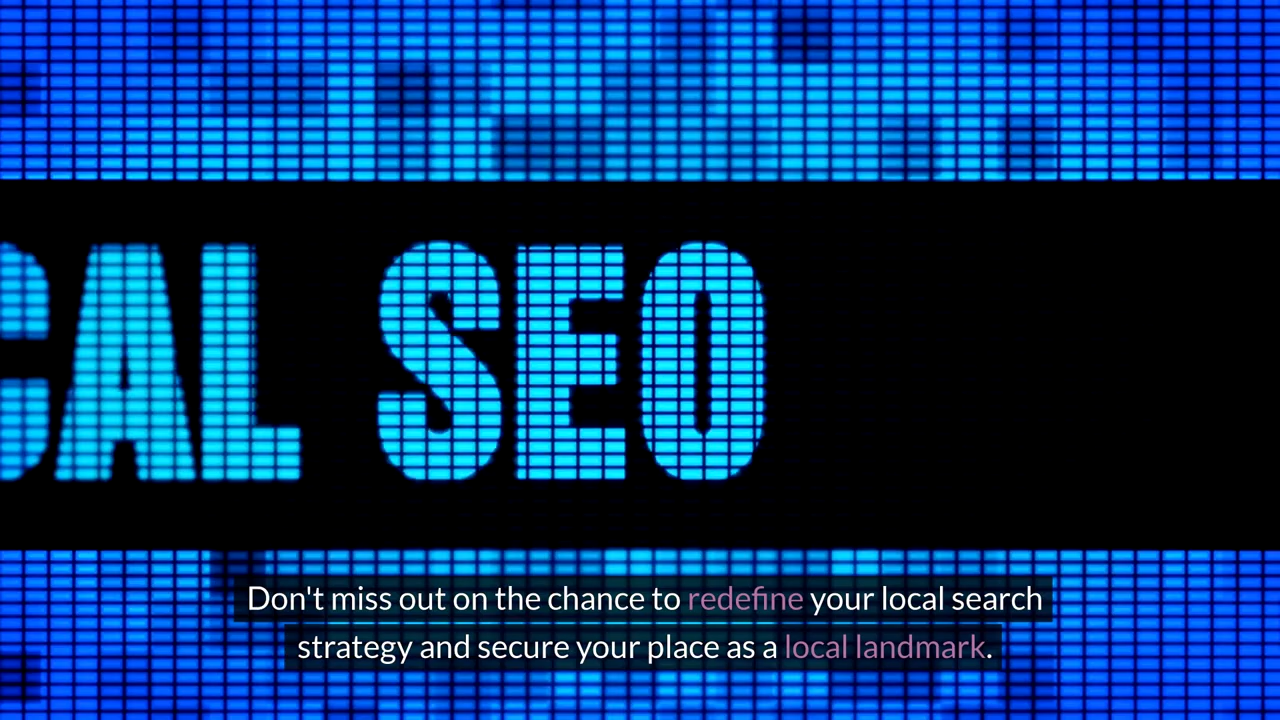 CAL SEO
Don't miss out on the chance to redefine your local search
strategy and secure your place as a local landmark.